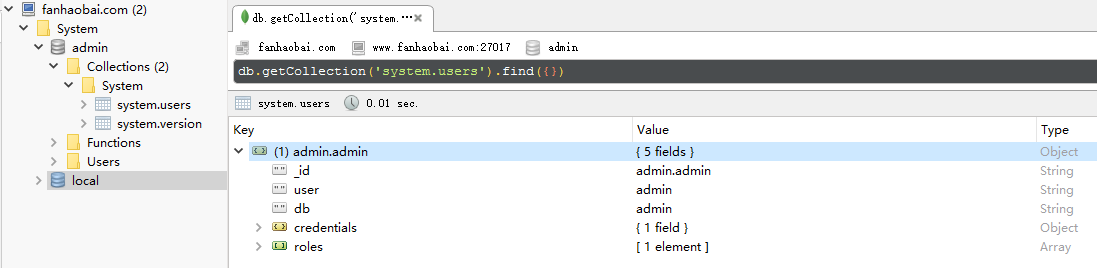 fanhaobai.com (2)
System
admin
Collections (2)
System
system.users
system.version
Functions
Users
local
db.getCollection('system.···
fanhaobai.com www.fanhaobai.com:27017 admin
db.getCollection('system.users').find({})
system.users 0.01 sec.
Key Value Type
(1) admin.admin { 5 fields } Object
_id admin.admin String
user admin String
db admin String
credentials { 1 field } Object
roles [ 1 element ] Array